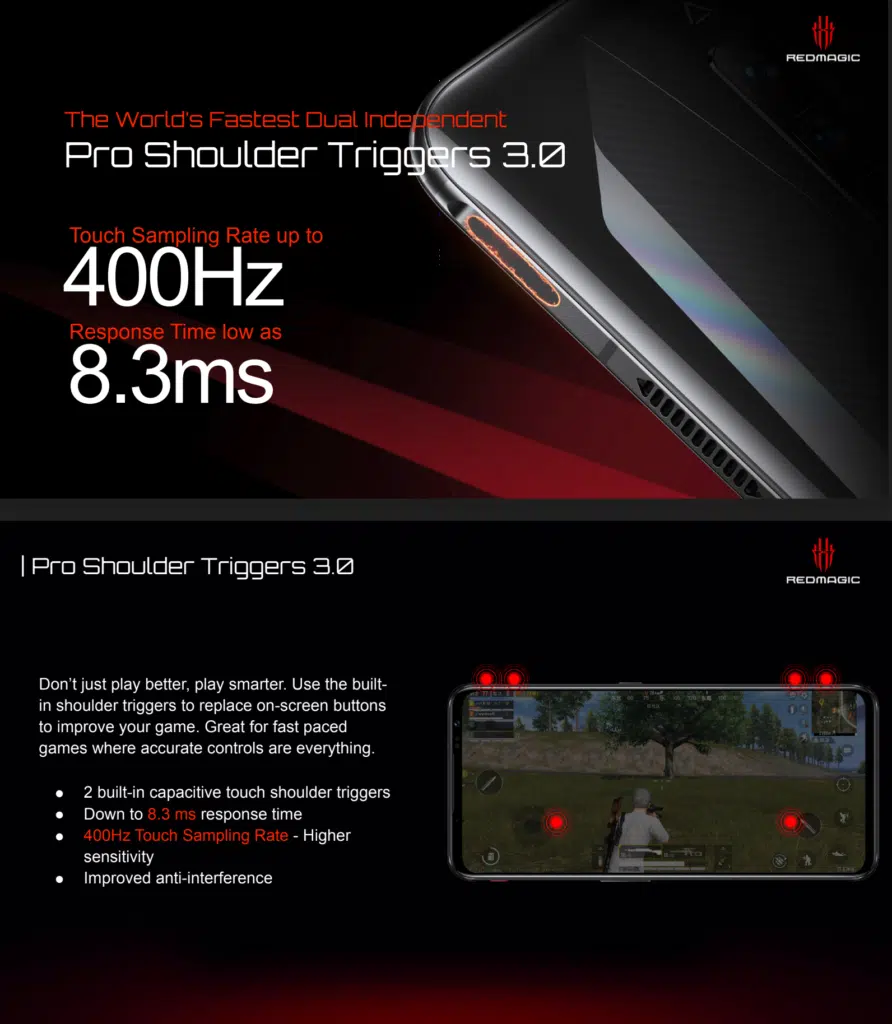 REDMAGIC
The World's Fastest Dual Independent
Pro Shoulder Triggers 3.0
Touch Sampling Rate up to
400Hz
Response Time low as
8.3ms
| Pro Shoulder Triggers 3.0
REDMAGIC
Don't just play better, play smarter. Use the built-
in shoulder triggers to replace on-screen buttons
to improve your game. Great for fast paced
games where accurate controls are everything.
● 2 built-in capacitive touch shoulder triggers
● Down to 8.3 ms response time
● 400Hz Touch Sampling Rate - Higher
sensitivity
● Improved anti-interference